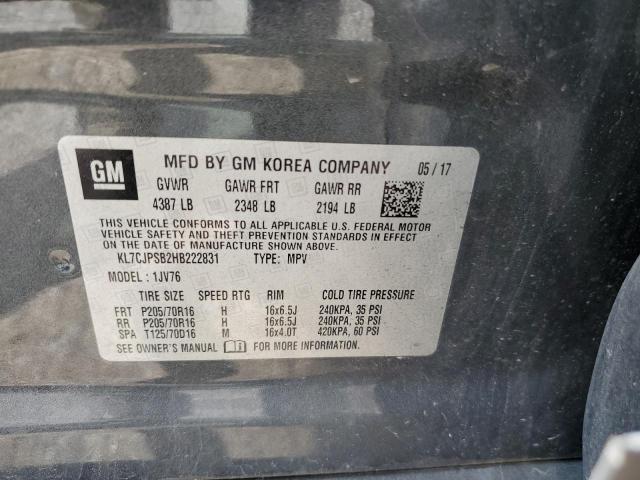 GM
MFD BY GM KOREA COMPANY 05 / 17
GVWR GAWR FRT GAWR RR
4387 LB 2348 LB 2194 LB
THIS VEHICLE CONFORMS TO ALL APPLICABLE U.S. FEDERAL MOTOR
VEHICLE SAFETY AND THEFT PREVENTION STANDARDS IN EFFECT
ON THE DATE OF MANUFACTURE SHOWN ABOVE.
KL7CJPSB2HB222831 TYPE: MPV
MODEL : 1JV76
TIRE SIZE SPEED RTG RIM COLD TIRE PRESSURE
FRT P205/70R16 H 16x6.5J 240KPA, 35 PSI
RR P205/70R16 H 16x6.5J 240KPA, 35 PSI
SPA T125/70D16 M 16x4.0T 420KPA, 60 PSI
SEE OWNER'S MANUAL FOR MORE INFORMATION.